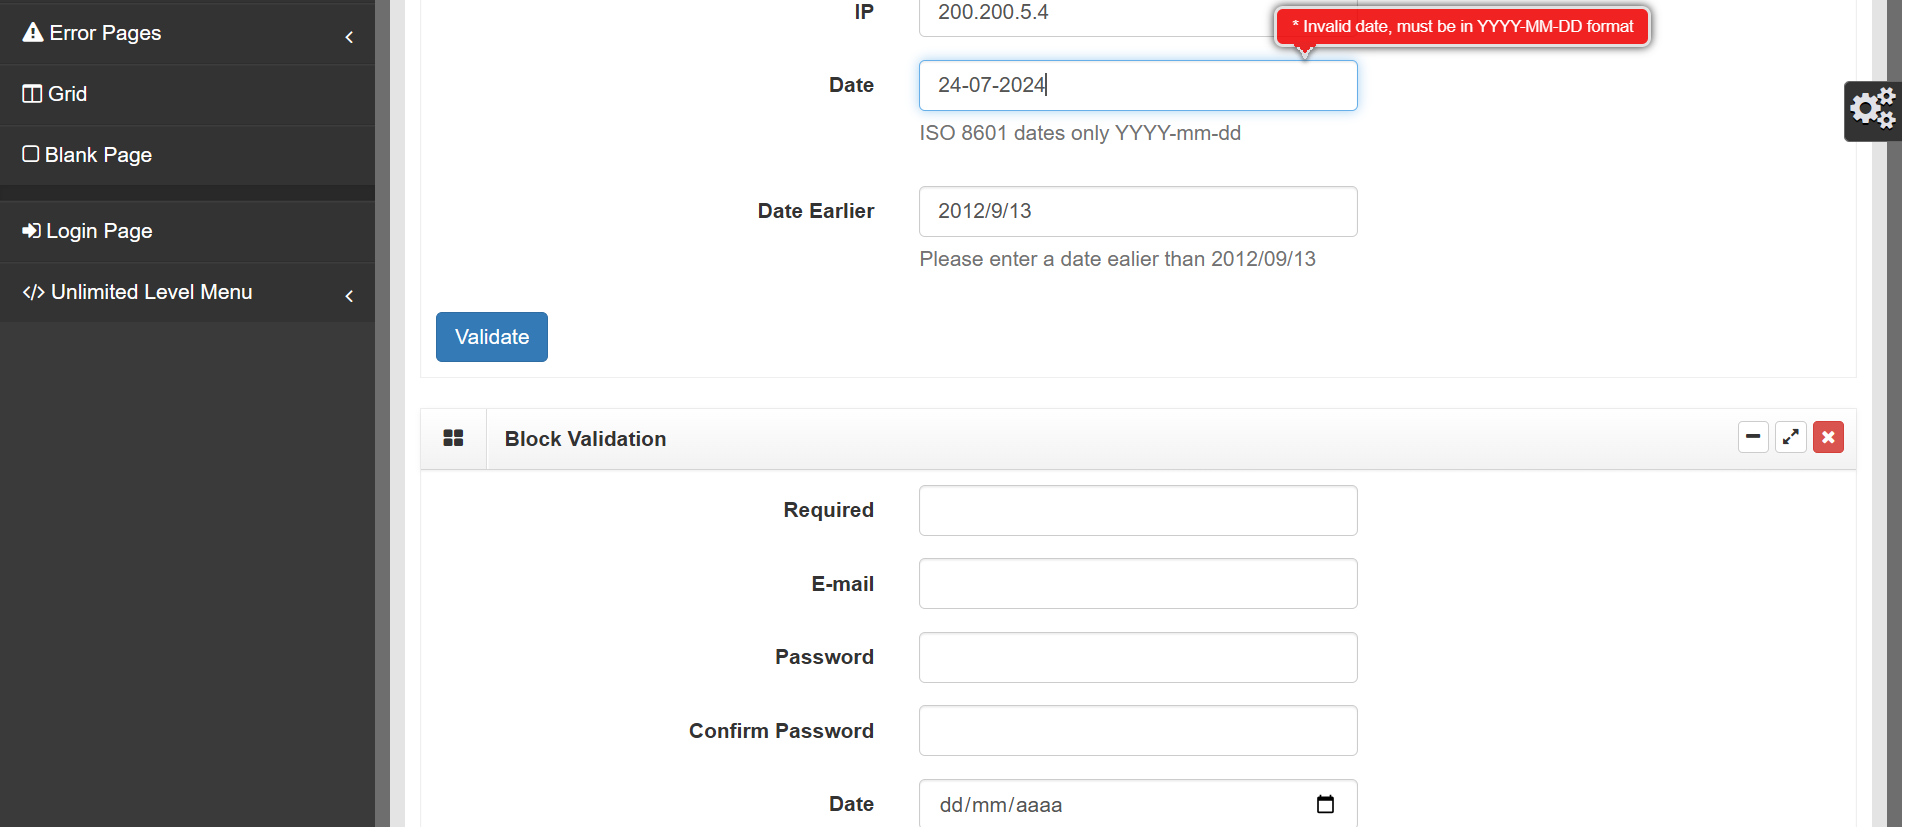 Error Pages
Grid
Blank Page
Login Page
Unlimited Level Menu
IP
200.200.5.4
* Invalid date, must be in YYYY-MM-DD format
Date
24-07-2024
ISO 8601 dates only YYYY-mm-dd
Date Earlier
2012/9/13
Please enter a date ealier than 2012/09/13
Validate
Block Validation
Required
E-mail
Password
Confirm Password
Date
dd/mm/aaaa